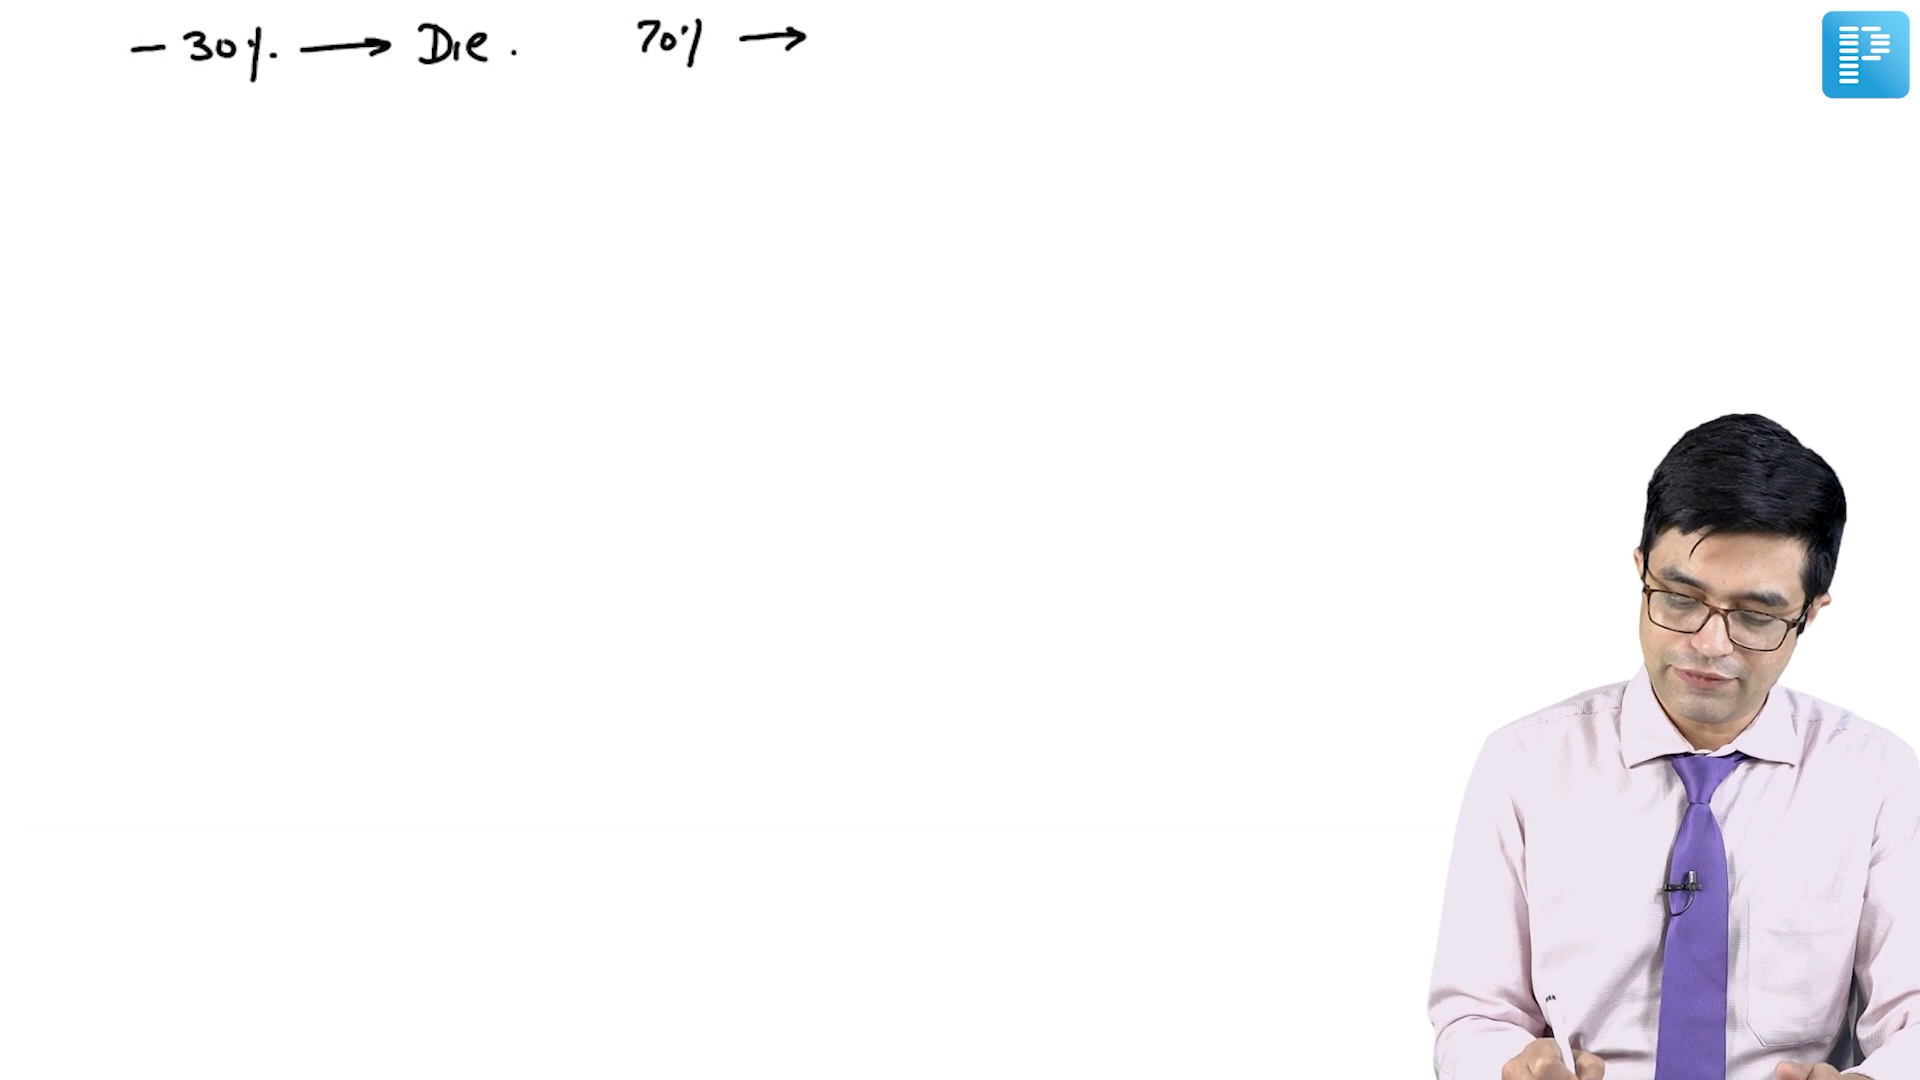 – 30% → Die. 70% →